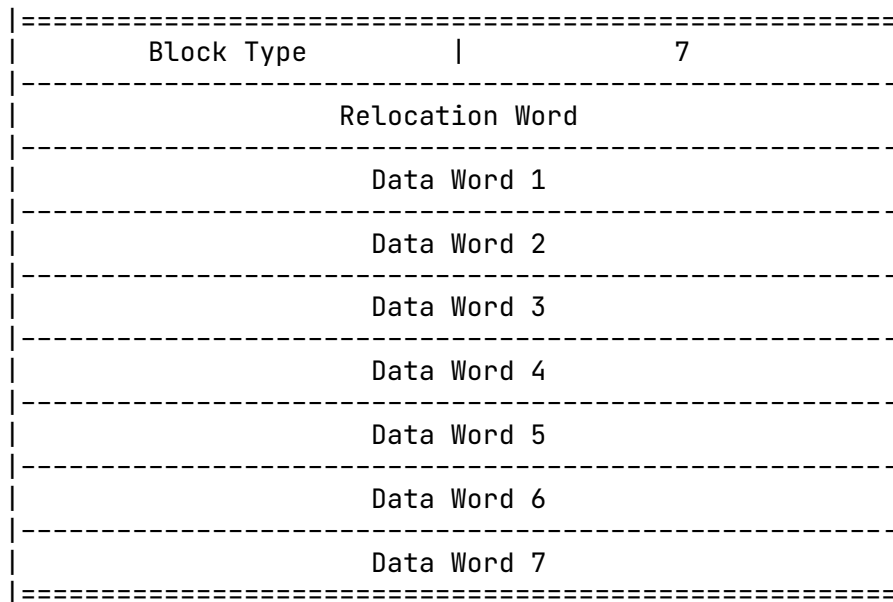 Block Type | 7
Relocation Word
Data Word 1
Data Word 2
Data Word 3
Data Word 4
Data Word 5
Data Word 6
Data Word 7